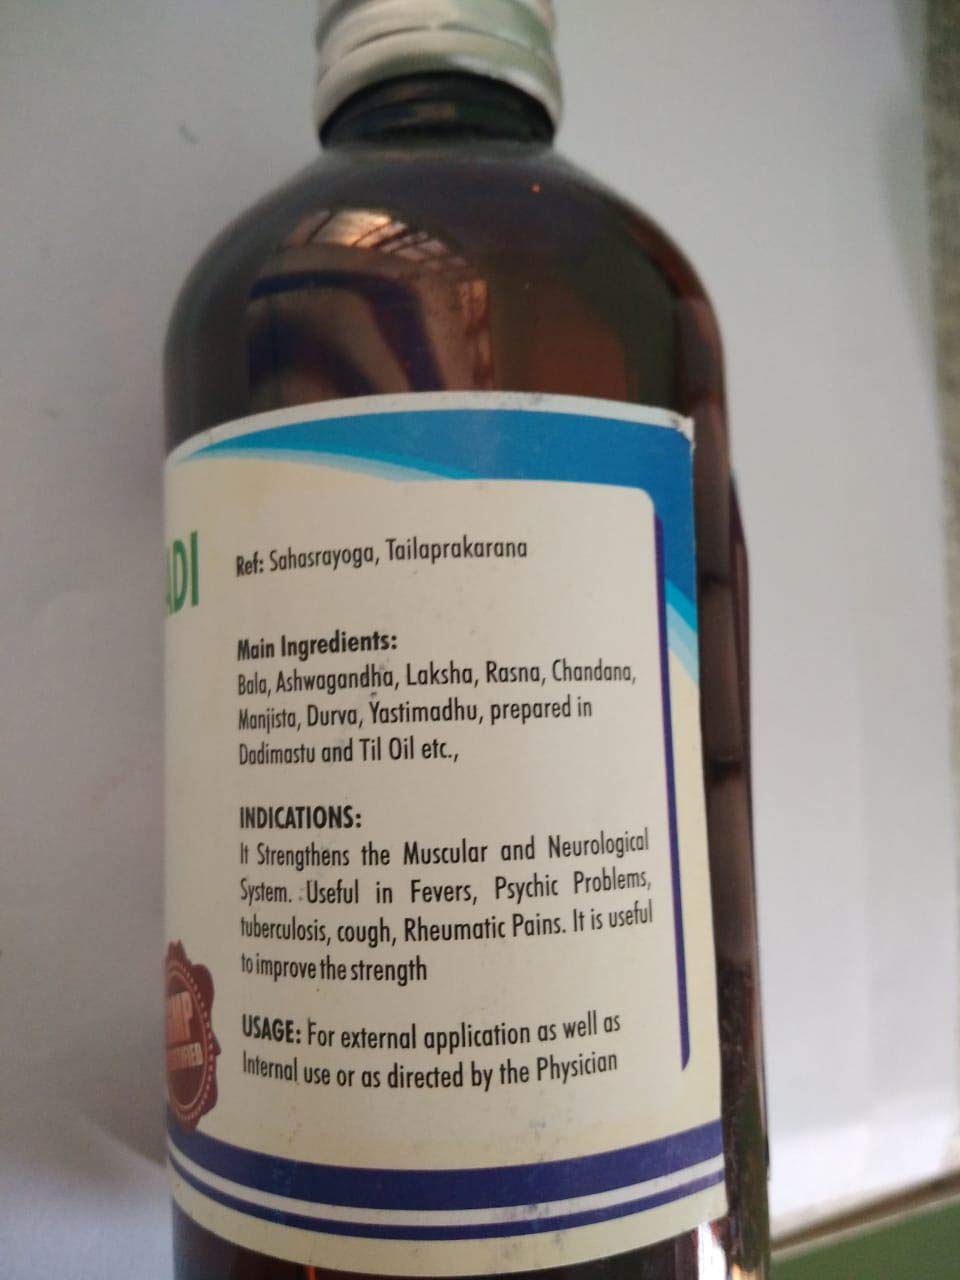 ADI
Ref: Sahasrayoga, Tailaprakarana
Main Ingredients:
Bala, Ashwagandha, Laksha, Rasna, Chandana,
Manjista, Durva, Yastimadhu, prepared in
Dadimastu and Til Oil etc.,
INDICATIONS:
It Strengthens the Muscular and Neurological
System. Useful in Fevers, Psychic Problems,
tuberculosis, cough, Rheumatic Pains. It is useful
to improve the strength
USAGE: For external application as well as
Internal use or as directed by the Physician